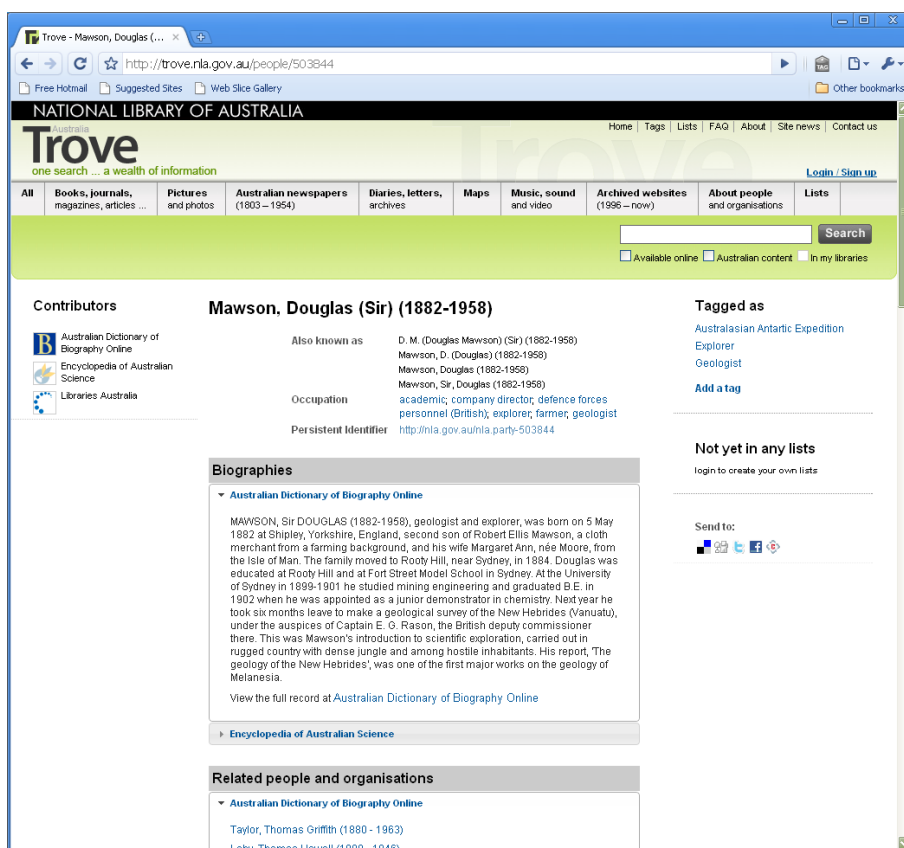 Trove - Mawson, Douglas (...
http://trove.nla.gov.au/people/503844
TAG
Free Hotmail Suggested Sites Web Slice Gallery Other bookmarks
NATIONAL LIBRARY OF AUSTRALIA
Home Tags Lists FAQ About Site news Contact us
Australia
Trove
Trove
one search ... a wealth of information
Login / Sign up
All Books, journals, Pictures Australian newspapers Diaries, letters, Maps Music, sound Archived websites About people Lists
magazines, articles ... and photos (1803 – 1954) archives and video (1996 – now) and organisations
Search
Available online Australian content In my libraries
Contributors
Australian Dictionary of
Biography Online
Encyclopedia of Australian
Science
Libraries Australia
Mawson, Douglas (Sir) (1882-1958)
Also known as D. M. (Douglas Mawson) (Sir) (1882-1958)
Mawson, D. (Douglas) (1882-1958)
Mawson, Douglas (1882-1958)
Mawson, Sir, Douglas (1882-1958)
Occupation academic; company director; defence forces
personnel (British); explorer; farmer; geologist
Persistent Identifier http://nla.gov.au/nla.party-503844
Biographies
Australian Dictionary of Biography Online
MAWSON, Sir DOUGLAS (1882-1958), geologist and explorer, was born on 5 May
1882 at Shipley, Yorkshire, England, second son of Robert Ellis Mawson, a cloth
merchant from a farming background, and his wife Margaret Ann, née Moore, from
the Isle of Man. The family moved to Rooty Hill, near Sydney, in 1884. Douglas was
educated at Rooty Hill and at Fort Street Model School in Sydney. At the University
of Sydney in 1899-1901 he studied mining engineering and graduated B.E. in
1902 when he was appointed as a junior demonstrator in chemistry. Next year he
took six months leave to make a geological survey of the New Hebrides (Vanuatu),
under the auspices of Captain E. G. Rason, the British deputy commissioner
there. This was Mawson's introduction to scientific exploration, carried out in
rugged country with dense jungle and among hostile inhabitants. His report, 'The
geology of the New Hebrides', was one of the first major works on the geology of
Melanesia.
View the full record at Australian Dictionary of Biography Online
Encyclopedia of Australian Science
Related people and organisations
Australian Dictionary of Biography Online
Taylor, Thomas Griffith (1880 - 1963)
Tagged as
Australasian Antartic Expedition
Explorer
Geologist
Add a tag
Not yet in any lists
login to create your own lists
Send to: